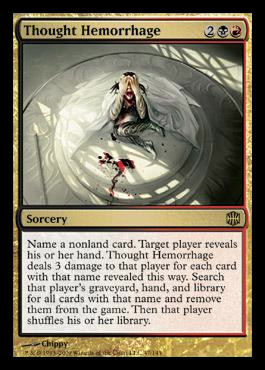 Thought Hemorrhage 2
Sorcery
Name a nonland card. Target player reveals
his or her hand. Thought Hemorrhage
deals 3 damage to that player for each card
with that name revealed this way. Search
that player's graveyard, hand, and library
for all cards with that name and remove
them from the game. Then that player
shuffles his or her library.
Chippy